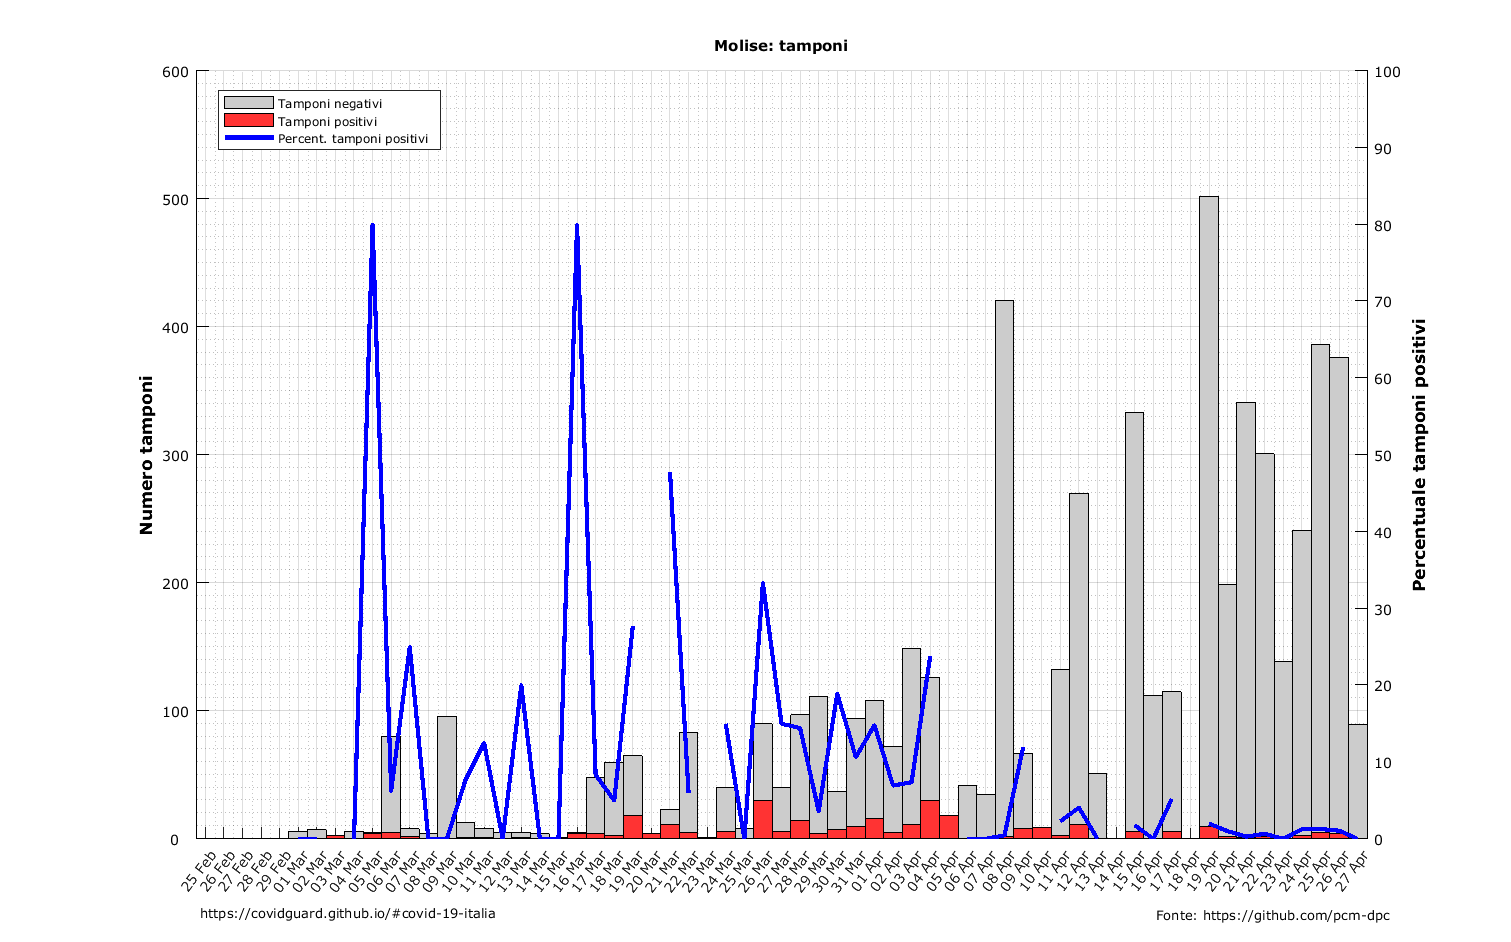 Molise: tamponi
600
500
400
300
200
100
0
Numero tamponi
Tamponi negativi
Tamponi positivi
Percent. tamponi positivi
100
90
80
70
60
50
40
30
20
10
0
Percentuale tamponi positivi
25 Feb
26 Feb
27 Feb
28 Feb
29 Feb
01 Mar
02 Mar
03 Mar
04 Mar
05 Mar
06 Mar
07 Mar
08 Mar
09 Mar
10 Mar
11 Mar
12 Mar
13 Mar
14 Mar
15 Mar
16 Mar
17 Mar
18 Mar
19 Mar
20 Mar
21 Mar
22 Mar
23 Mar
24 Mar
25 Mar
26 Mar
27 Mar
28 Mar
29 Mar
30 Mar
31 Mar
01 Apr
02 Apr
03 Apr
04 Apr
05 Apr
06 Apr
07 Apr
08 Apr
09 Apr
10 Apr
11 Apr
12 Apr
13 Apr
14 Apr
15 Apr
16 Apr
17 Apr
18 Apr
19 Apr
20 Apr
21 Apr
22 Apr
23 Apr
24 Apr
25 Apr
26 Apr
27 Apr
https://covidguard.github.io/#covid-19-italia
Fonte: https://github.com/pcm-dpc